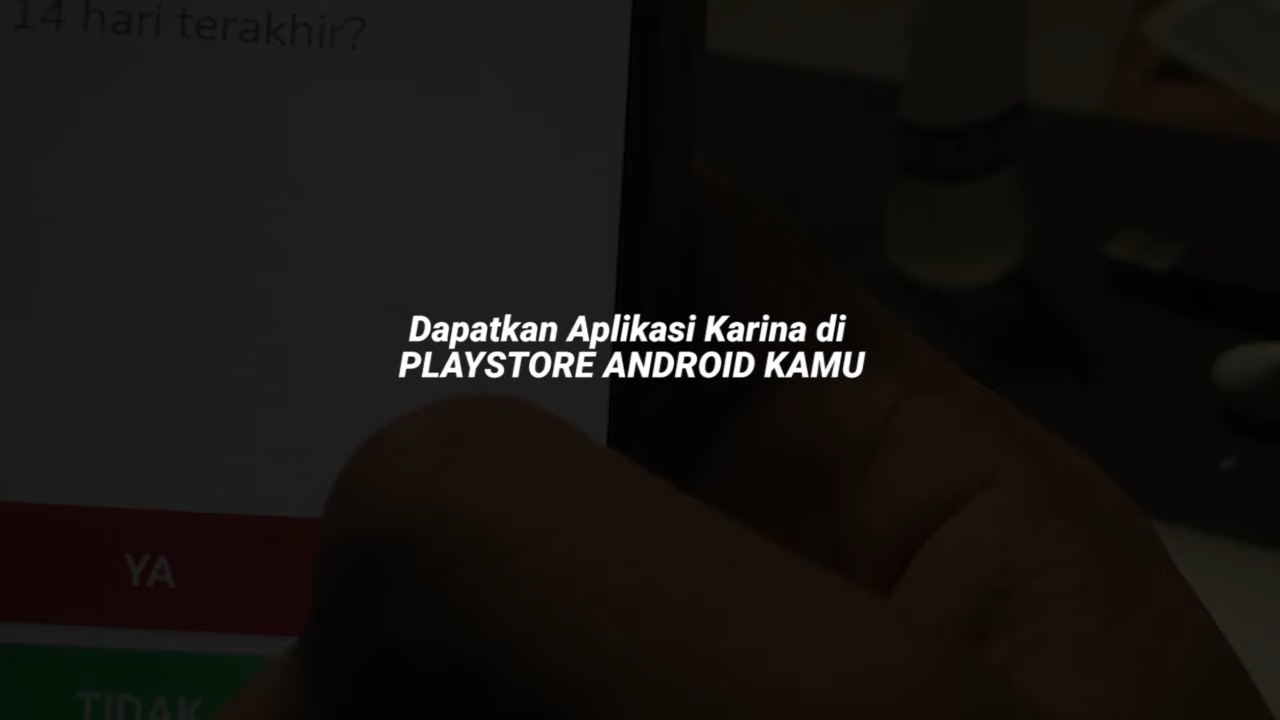 14 hari terakhir?
Dapatkan Aplikasi Karina di
PLAYSTORE ANDROID KAMU
YA
TIDAK